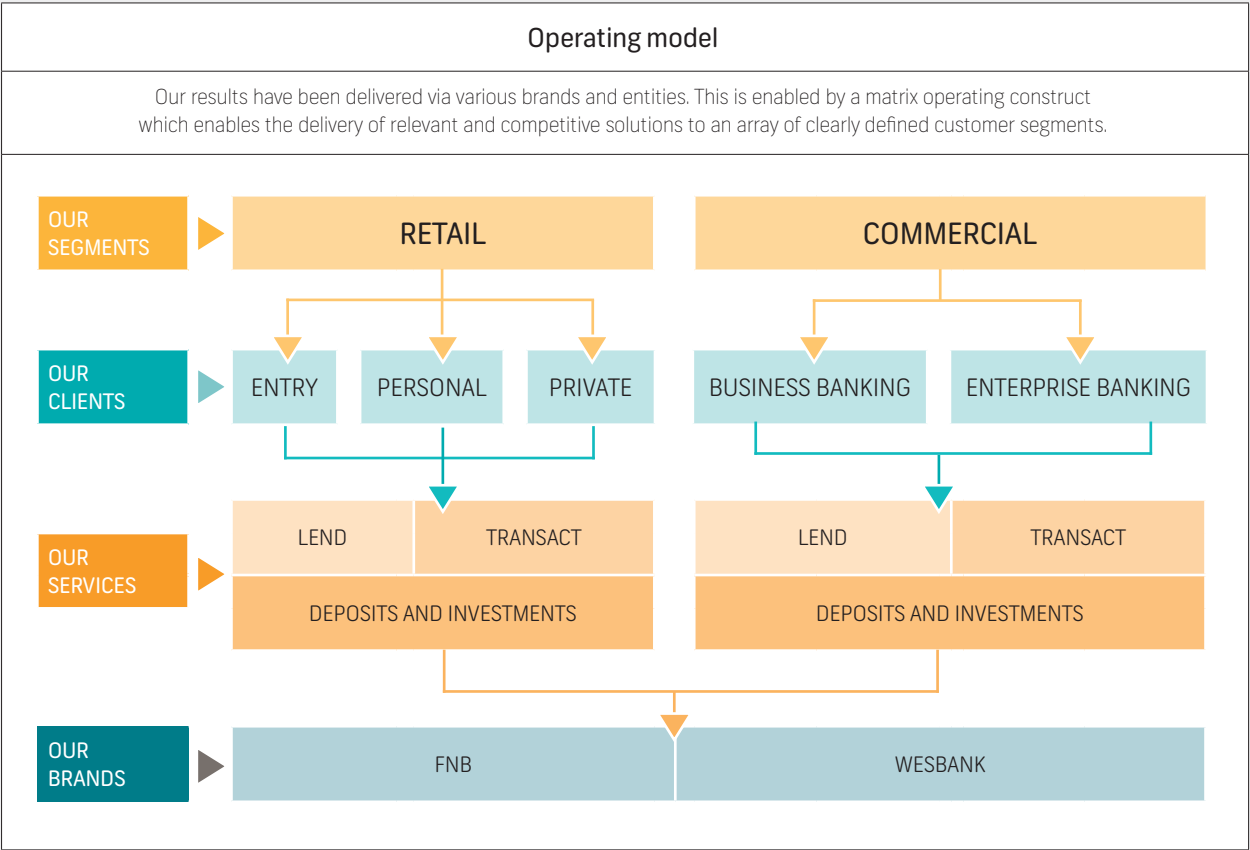 Operating model
Our results have been delivered via various brands and entities. This is enabled by a matrix operating construct
which enables the delivery of relevant and competitive solutions to an array of clearly defined customer segments.
OUR
SEGMENTS
RETAIL
COMMERCIAL
OUR
CLIENTS
ENTRY
PERSONAL
PRIVATE
BUSINESS BANKING
ENTERPRISE BANKING
OUR
SERVICES
LEND
TRANSACT
DEPOSITS AND INVESTMENTS
LEND
TRANSACT
DEPOSITS AND INVESTMENTS
OUR
BRANDS
FNB
WESBANK